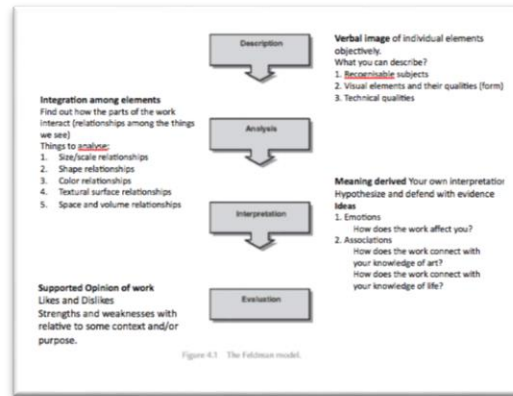 Description
Verbal image of individual elements
objectively.
What you can describe?
1. Recoenisable subjects
2. Visual elements and their qualities (form)
3. Technical qualities
Integration among elements
Find out how the parts of the work
interact (relationships among the things
we see)
Things to analyse:
1. Size/scale relationships
2. Shape relationships
3. Color relationships
4. Textural surface relationships
5. Space and volume relationships
Analysis
Meaning derived Your own interpretation
Hypothesize and defend with evidence
Ideas
1. Emotions
How does the work affect you?
2. Associations
How does the work connect with
your knowledge of art?
How does the work connect with
your knowledge of life?
Interpretation
Supported Opinion of work
Likes and Dislikes
Strengths and weaknesses with
relative to some context and/or
purpose.
Evaluation
Figure 4.1 The Feldman model.